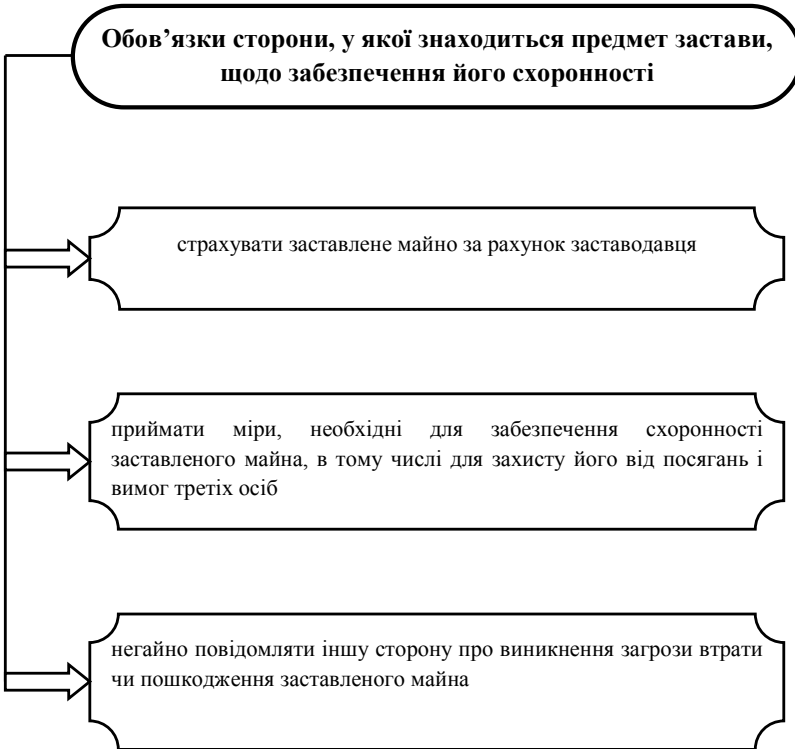 Обов’язки сторони, у якої знаходиться предмет застави,
щодо забезпечення його схоронності
страхувати заставлене майно за рахунок заставодавця
приймати міри, необхідні для забезпечення схоронності
заставленого майна, в тому числі для захисту його від посягань і
вимог третіх осіб
негайно повідомляти іншу сторону про виникнення загрози втрати
чи пошкодження заставленого майна